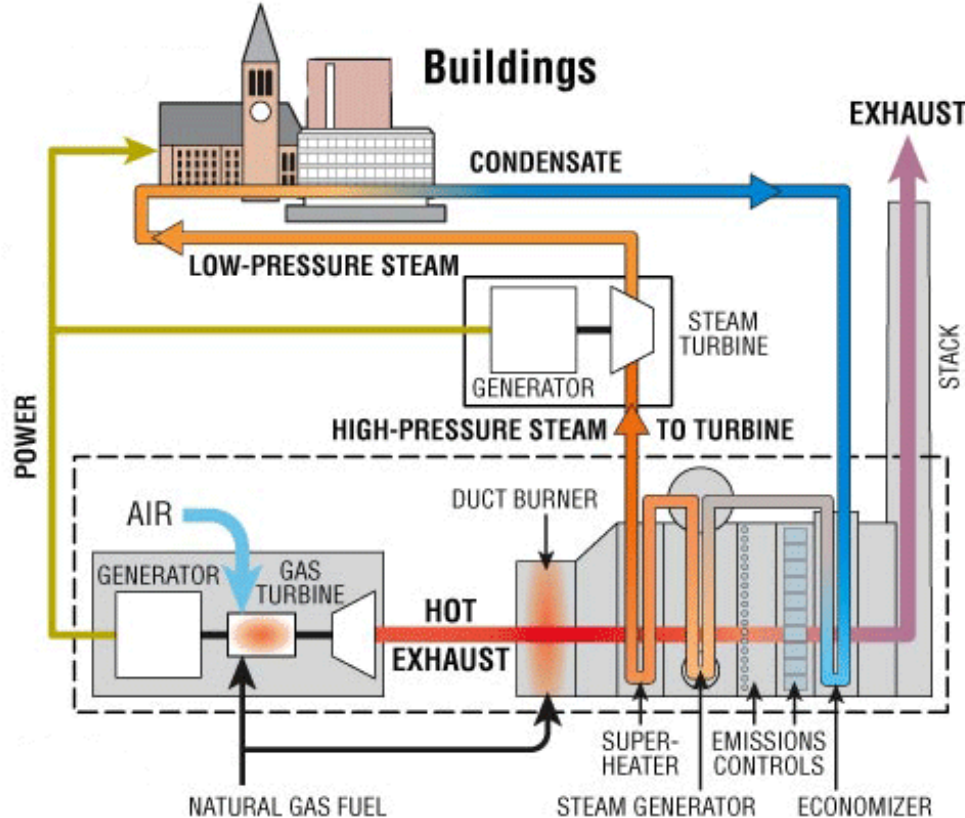 Buildings
EXHAUST
CONDENSATE
LOW-PRESSURE STEAM
STEAM
TURBINE
GENERATOR
STACK
POWER
HIGH-PRESSURE STEAM TO TURBINE
DUCT BURNER
AIR
GENERATOR
GAS
TURBINE
HOT
EXHAUST
SUPER-
HEATER
EMISSIONS
CONTROLS
NATURAL GAS FUEL
STEAM GENERATOR
ECONOMIZER